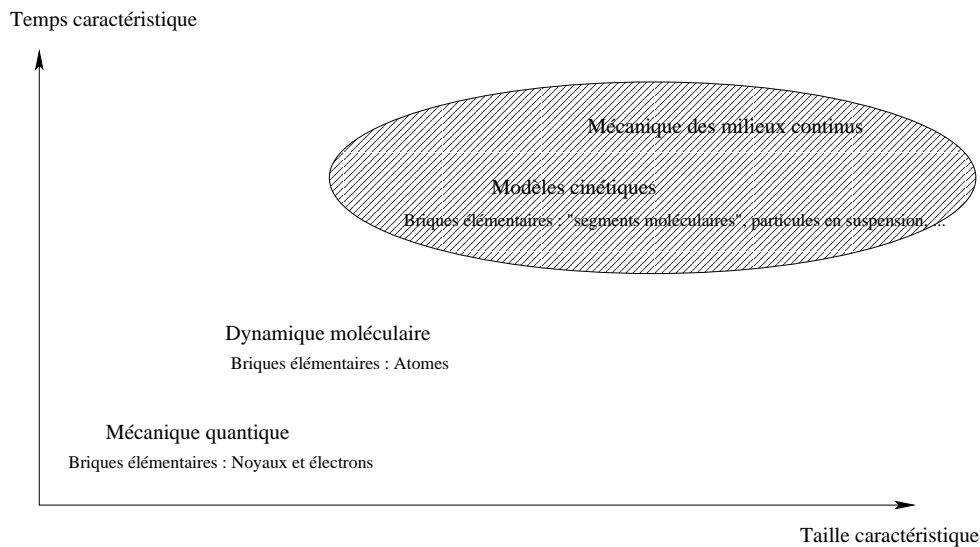 Temps caractéristique
Mécanique des milieux continus
Modèles cinétiques
Briques élémentaires : "segments moléculaires", particules en suspension, ...
Dynamique moléculaire
Briques élémentaires : Atomes
Mécanique quantique
Briques élémentaires : Noyaux et électrons
Taille caractéristique